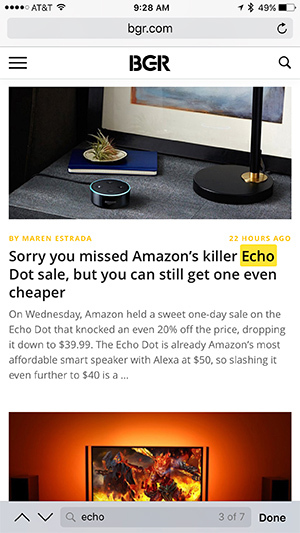 AT&T 9:28 AM 49%
bgr.com
BGR
BY MAREN ESTRADA 22 HOURS AGO
Sorry you missed Amazon's killer Echo
Dot sale, but you can still get one even
cheaper
On Wednesday, Amazon held a sweet one-day sale on the
Echo Dot that knocked an even 20% off the price, dropping
it down to $39.99. The Echo Dot is already Amazon's most
affordable smart speaker with Alexa at $50, so slashing it
even further to $40 is a ...
echo 3 of 7 Done